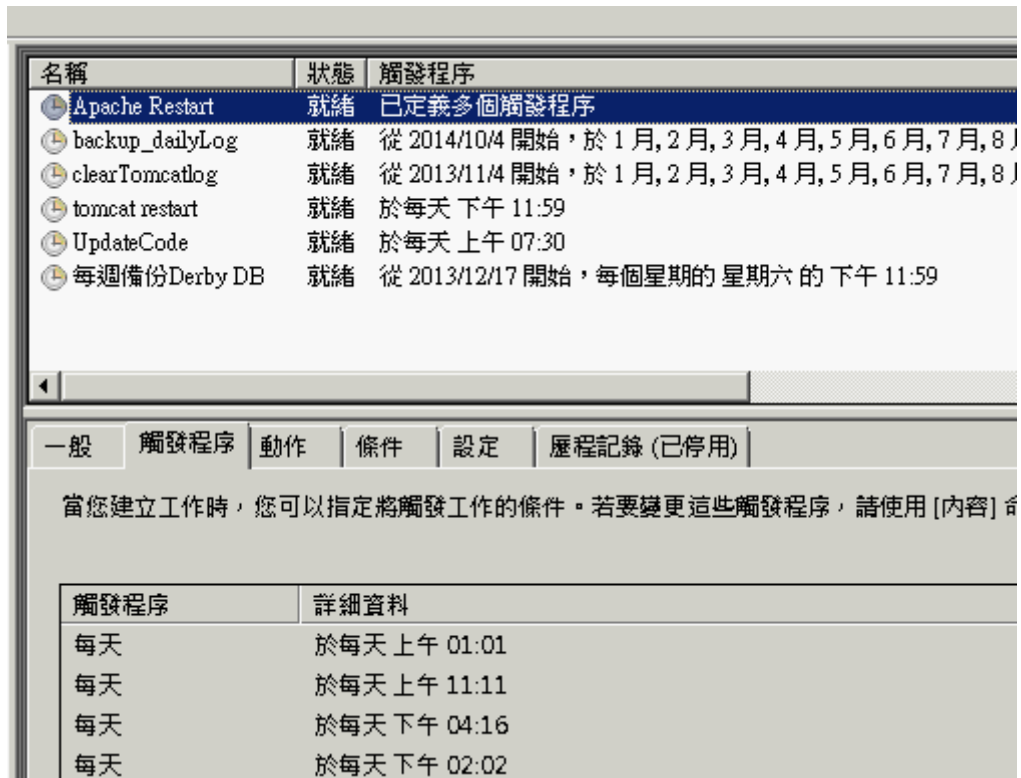 名稱 狀態 觸發程序
Apache Restart 就緒 已定義多個觸發程序
backup_dailyLog 就緒 從 2014/10/4 開始，於 1 月, 2 月, 3 月, 4 月, 5 月, 6 月, 7 月, 8
clearTomcatlog 就緒 從 2013/11/4 開始，於 1 月, 2 月, 3 月, 4 月, 5 月, 6 月, 7 月, 8
tomcat restart 就緒 於每天 下午 11:59
UpdateCode 就緒 於每天 上午 07:30
每週備份Derby DB 就緒 從 2013/12/17 開始，每個星期的 星期六 的 下午 11:59
一般 觸發程序 動作 條件 設定 歷程記錄 (已停用)
當您建立工作時，您可以指定將觸發工作的條件。若要變更這些觸發程序，請使用 [內容]
觸發程序 詳細資料
每天 於每天 上午 01:01
每天 於每天 上午 11:11
每天 於每天 下午 04:16
每天 於每天 下午 02:02